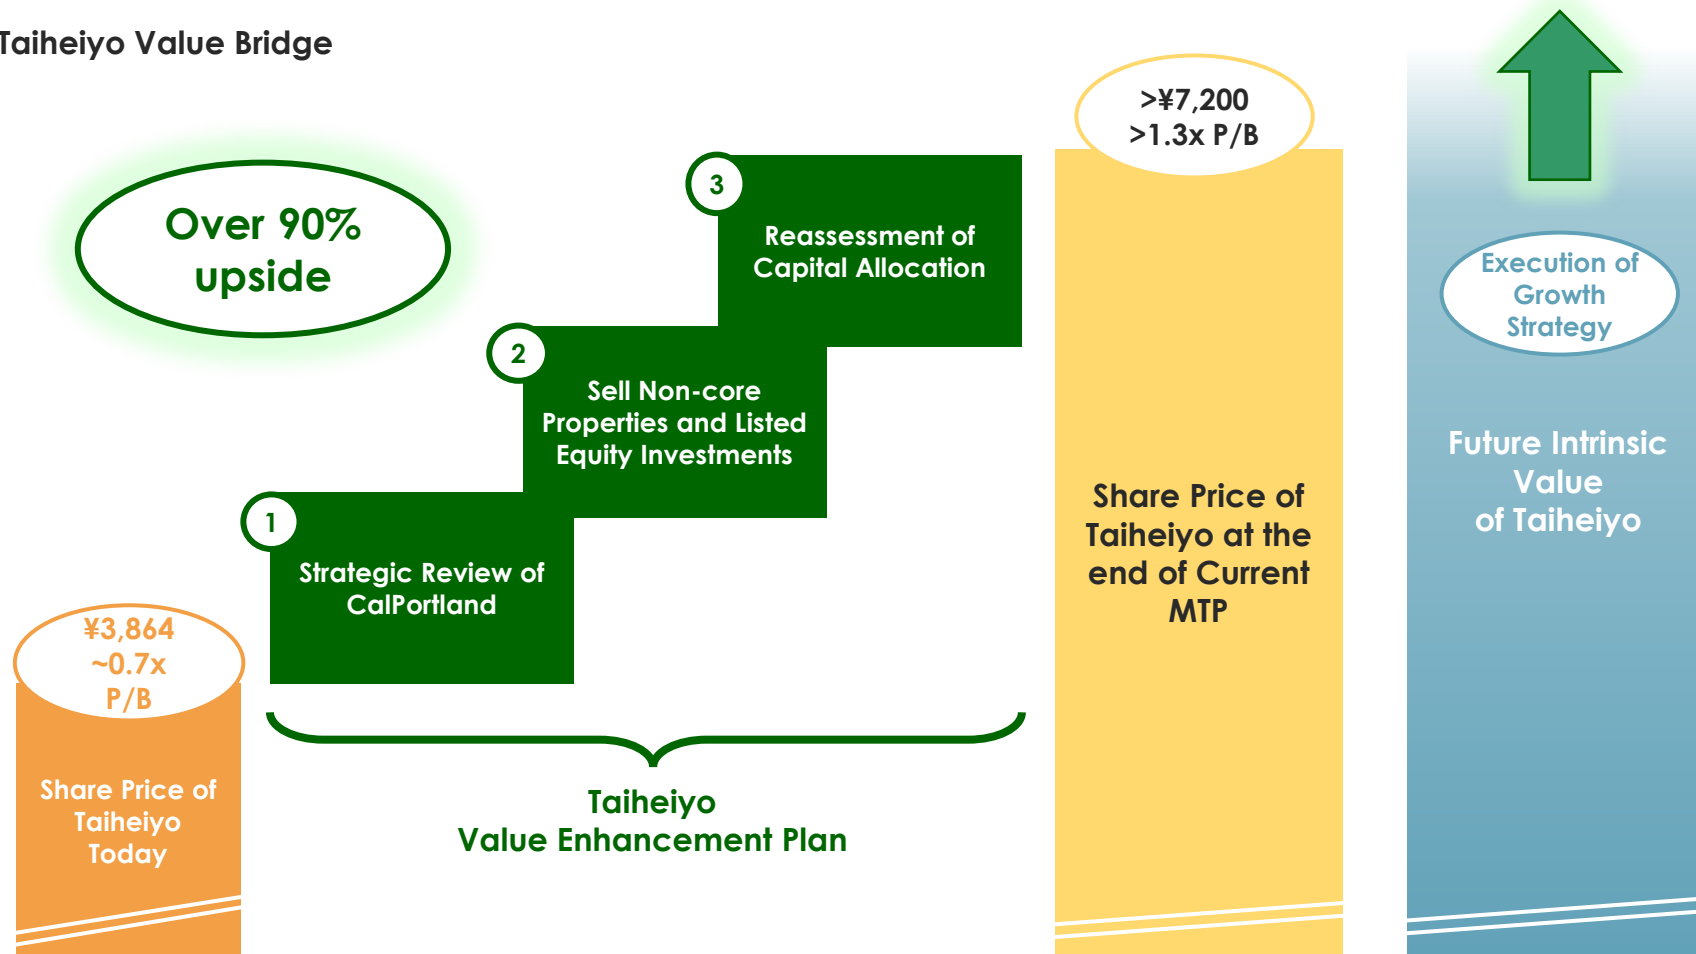 Taiheiyo Value Bridge
Over 90%
upside
¥3,864
~0.7x
P/B
Share Price of
Taiheiyo
Today
1
Strategic Review of
CalPortland
2
Sell Non-core
Properties and Listed
Equity Investments
3
Reassessment of
Capital Allocation
Taiheiyo
Value Enhancement Plan
>¥7,200
>1.3x P/B
Share Price of
Taiheiyo at the
end of Current
MTP
Execution of
Growth
Strategy
Future Intrinsic
Value
of Taiheiyo